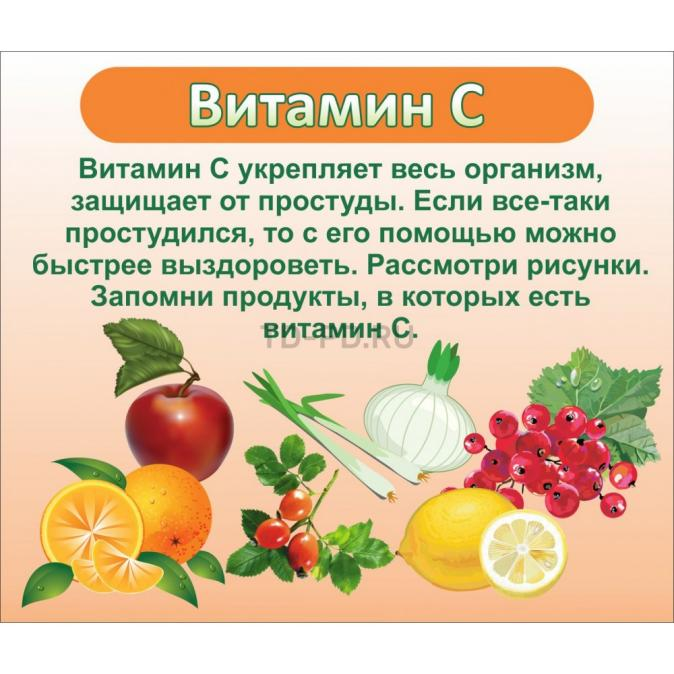 Витамин С
Витамин С укрепляет весь организм,
защищает от простуды. Если все-таки
простудился, то с его помощью можно
быстрее выздороветь. Рассмотри рисунки.
Запомни продукты, в которых есть
витамин С.
TD-PD.RU